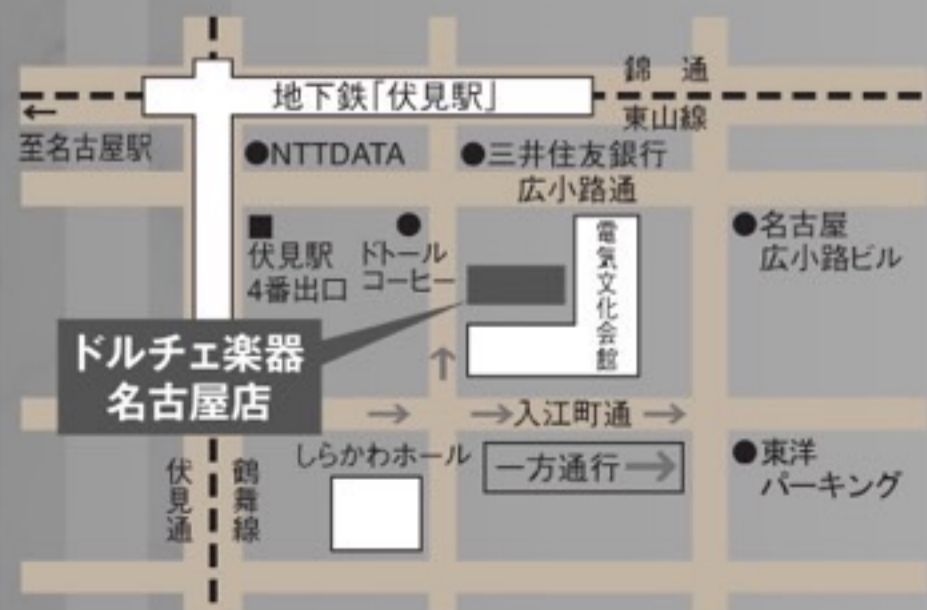 錦通
地下鉄「伏見駅」
東山線
←
至名古屋駅
●NTTDATA
●三井住友銀行
広小路通
■
伏見駅
4番出口
●
ドトール
コーヒー
電気文化会館
●名古屋
広小路ビル
ドルチェ楽器
名古屋店
↑
→
→入江町通→
しらかわホール
一方通行→
●東洋
パーキング
伏見通
鶴舞線